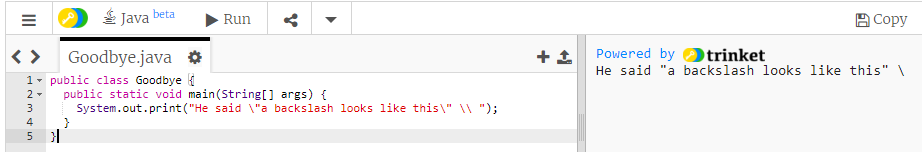 Java beta
Run
Copy
Goodbye.java
1 public class Goodbye {
2 public static void main(String[] args) {
3 System.out.print("He said \"a backslash looks like this\" \\ ");
4 }
5 }
Powered by trinket
He said "a backslash looks like this" \